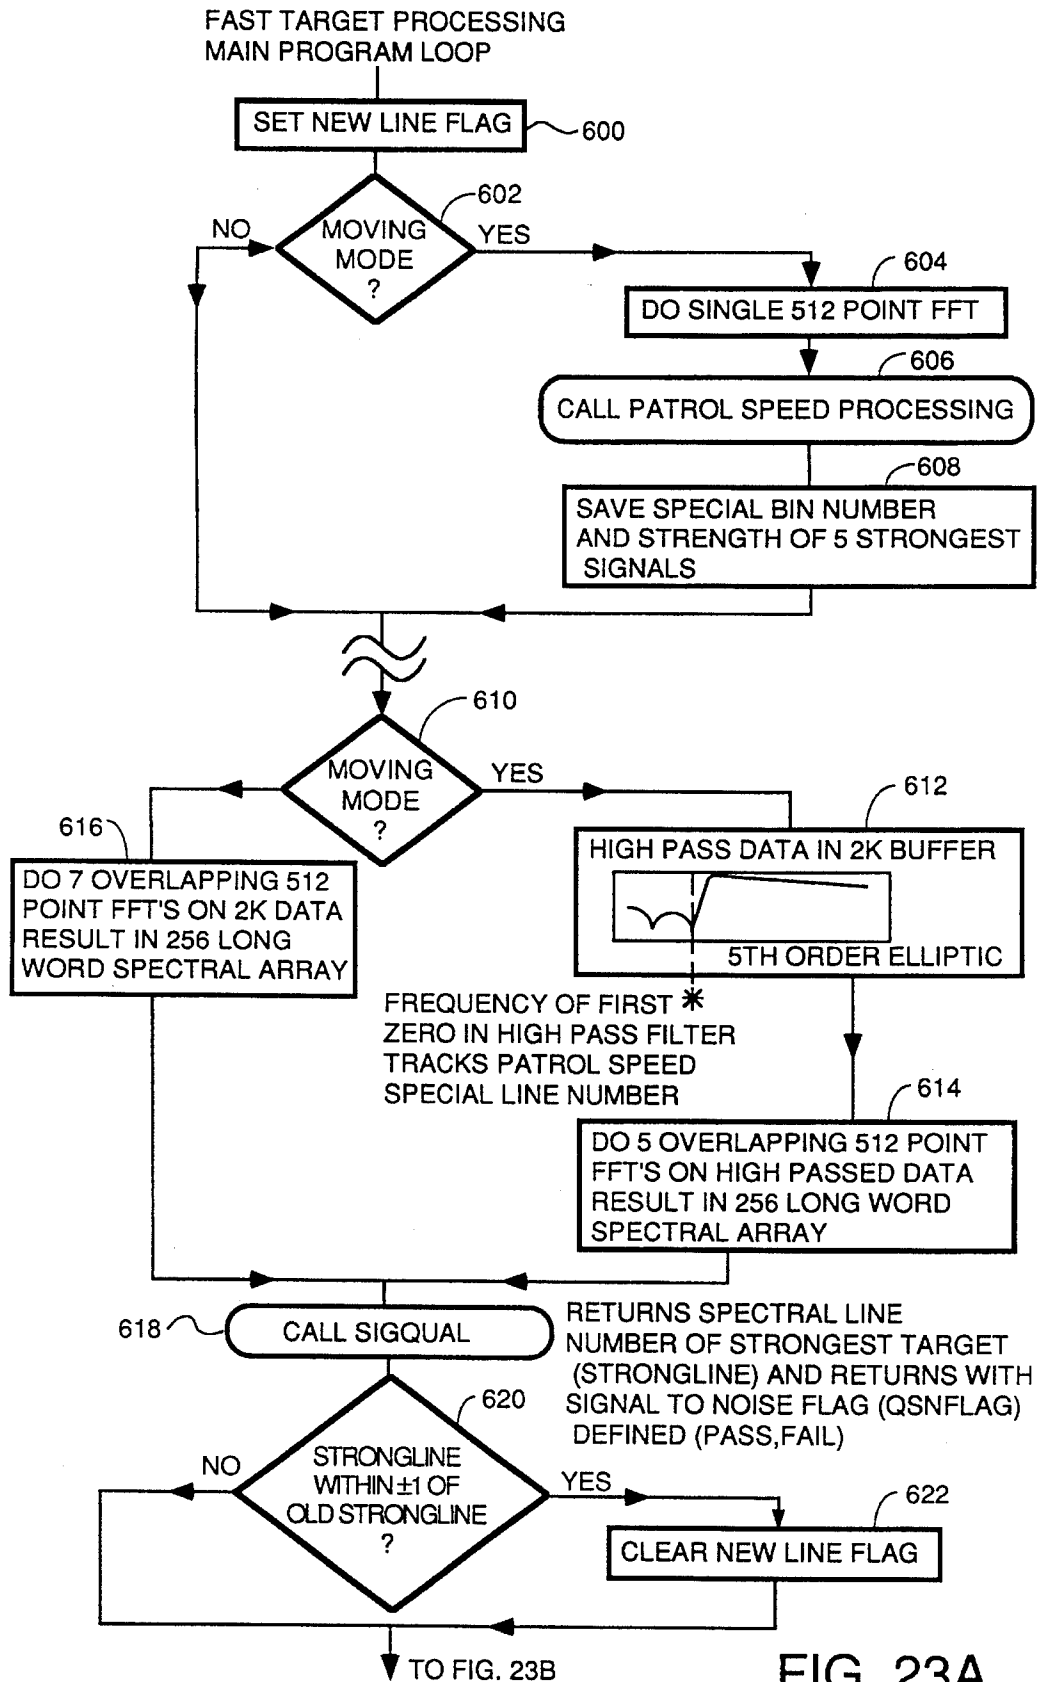 FAST TARGET PROCESSING
MAIN PROGRAM LOOP
SET NEW LINE FLAG
600
602
MOVING
MODE
?
NO
YES
604
DO SINGLE 512 POINT FFT
606
CALL PATROL SPEED PROCESSING
608
SAVE SPECIAL BIN NUMBER
AND STRENGTH OF 5 STRONGEST
SIGNALS
610
MOVING
MODE
?
YES
612
HIGH PASS DATA IN 2K BUFFER
5TH ORDER ELLIPTIC
616
DO 7 OVERLAPPING 512
POINT FFT'S ON 2K DATA
RESULT IN 256 LONG
WORD SPECTRAL ARRAY
FREQUENCY OF FIRST *
ZERO IN HIGH PASS FILTER
TRACKS PATROL SPEED
SPECIAL LINE NUMBER
614
DO 5 OVERLAPPING 512 POINT
FFT'S ON HIGH PASSED DATA
RESULT IN 256 LONG WORD
SPECTRAL ARRAY
618
CALL SIGQUAL
RETURNS SPECTRAL LINE
NUMBER OF STRONGEST TARGET
(STRONGLINE) AND RETURNS WITH
SIGNAL TO NOISE FLAG (QSNFLAG)
DEFINED (PASS,FAIL)
620
STRONGLINE
WITHIN ±1 OF
OLD STRONGLINE
?
NO
YES
622
CLEAR NEW LINE FLAG
TO FIG. 23B
FIG. 23A